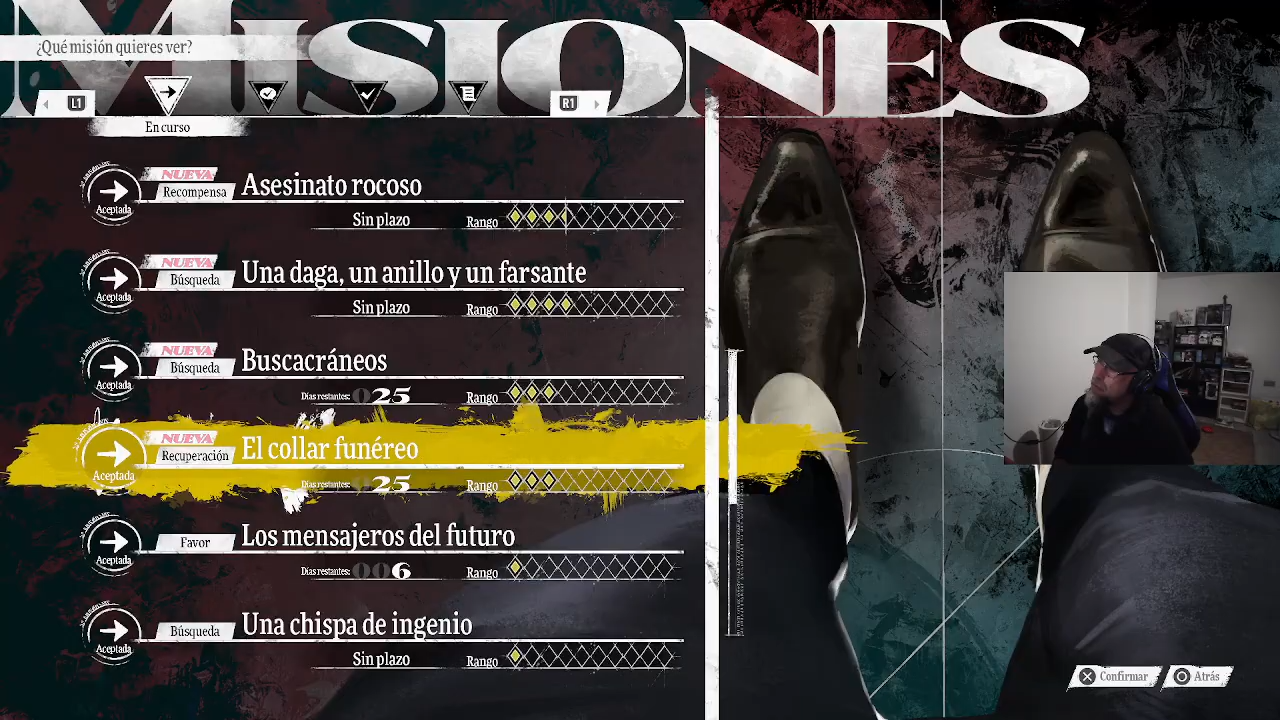 MISIONES
¿Qué misión quieres ver?
L1
R1
En curso
NUEVA
Recompensa
Asesinato rocoso
Aceptada
Sin plazo
Rango
NUEVA
Búsqueda
Una daga, un anillo y un farsante
Aceptada
Sin plazo
Rango
NUEVA
Búsqueda
Buscacráneos
Aceptada
Días restantes: 025
Rango
NUEVA
Recuperación
El collar funéreo
Aceptada
Días restantes: 025
Rango
Favor
Los mensajeros del futuro
Aceptada
Días restantes: 006
Rango
Búsqueda
Una chispa de ingenio
Aceptada
Sin plazo
Rango
Confirmar
Atrás